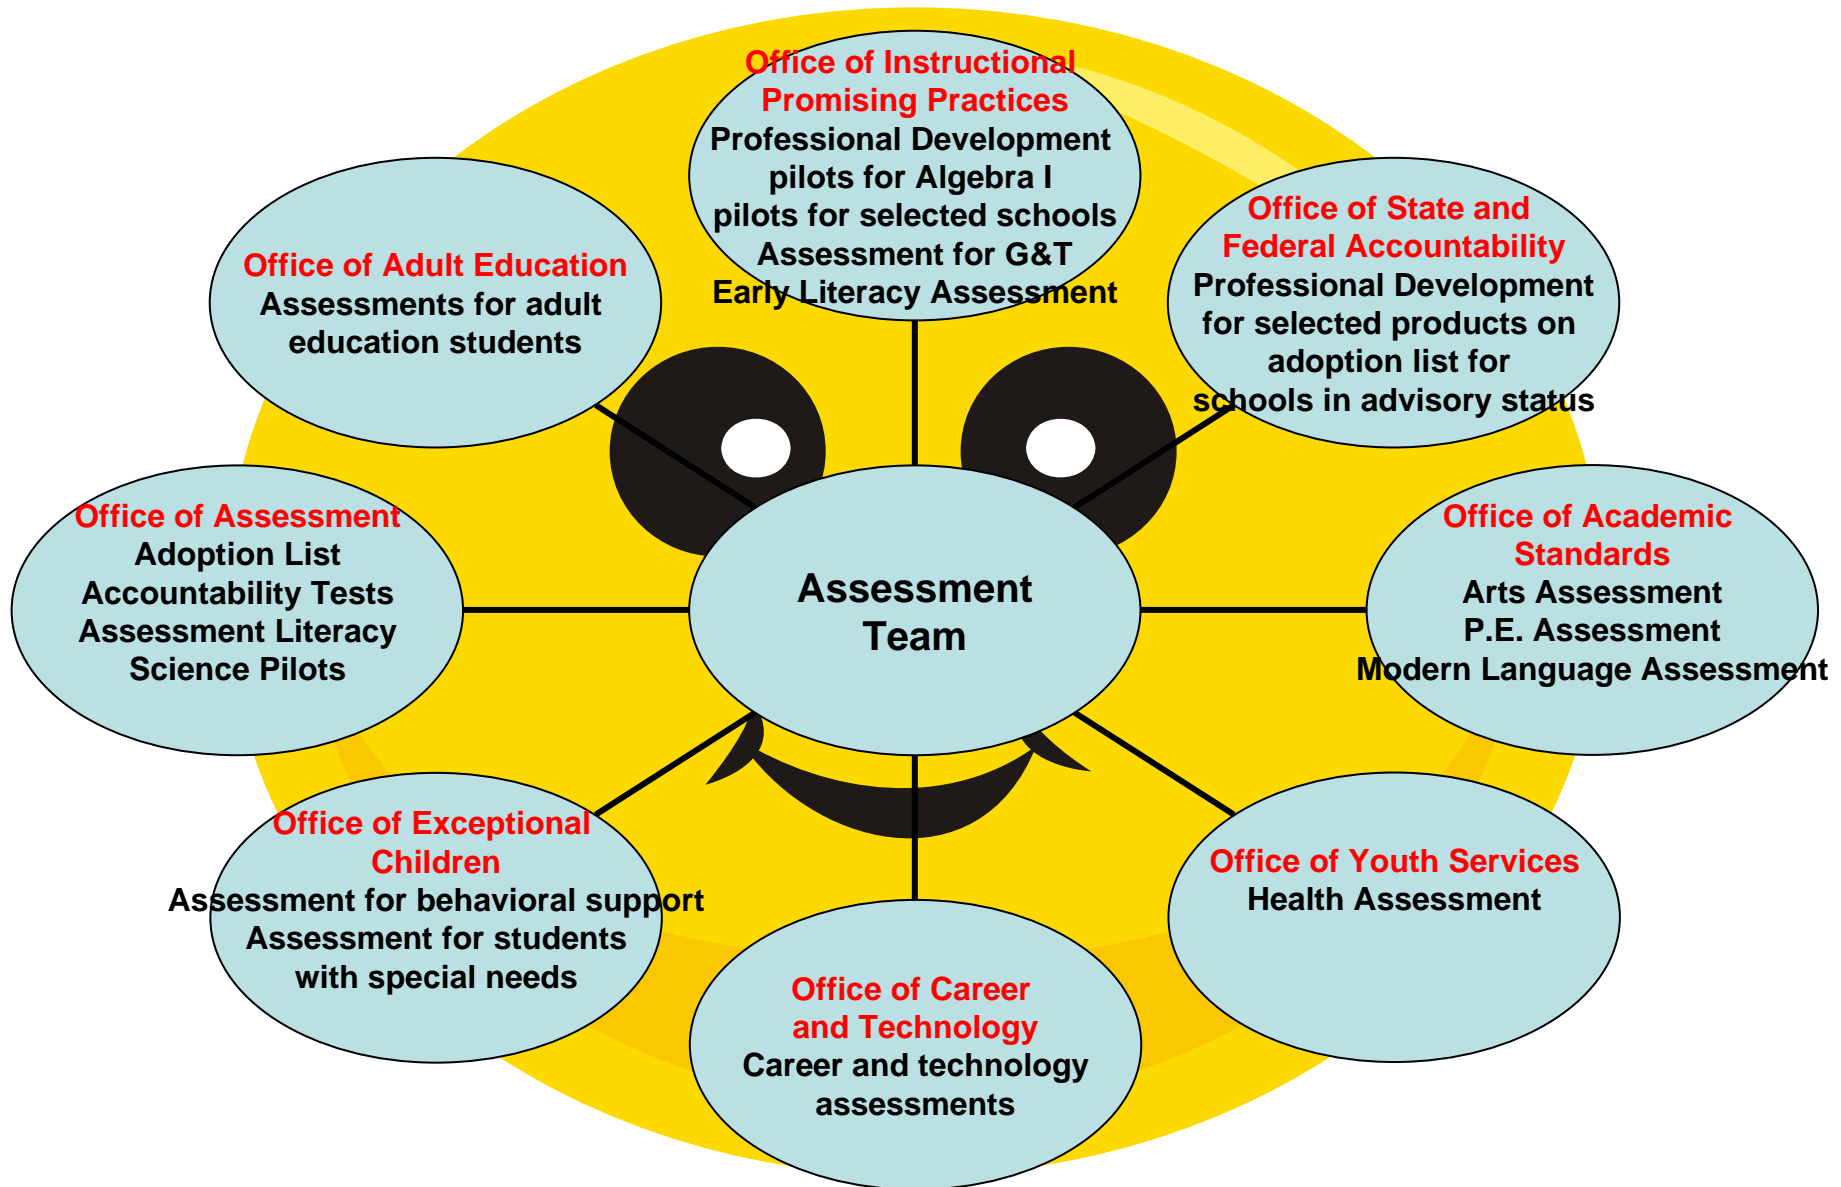 Office of Instructional
Promising Practices
Professional Development
pilots for Algebra I
pilots for selected schools
Assessment for G&T
Early Literacy Assessment
Office of State and
Federal Accountability
Professional Development
for selected products on
adoption list for
schools in advisory status
Office of Academic
Standards
Arts Assessment
P.E. Assessment
Modern Language Assessment
Office of Youth Services
Health Assessment
Office of Career
and Technology
Career and technology
assessments
Office of Exceptional
Children
Assessment for behavioral support
Assessment for students
with special needs
Office of Assessment
Adoption List
Accountability Tests
Assessment Literacy
Science Pilots
Office of Adult Education
Assessments for adult
education students
Assessment
Team